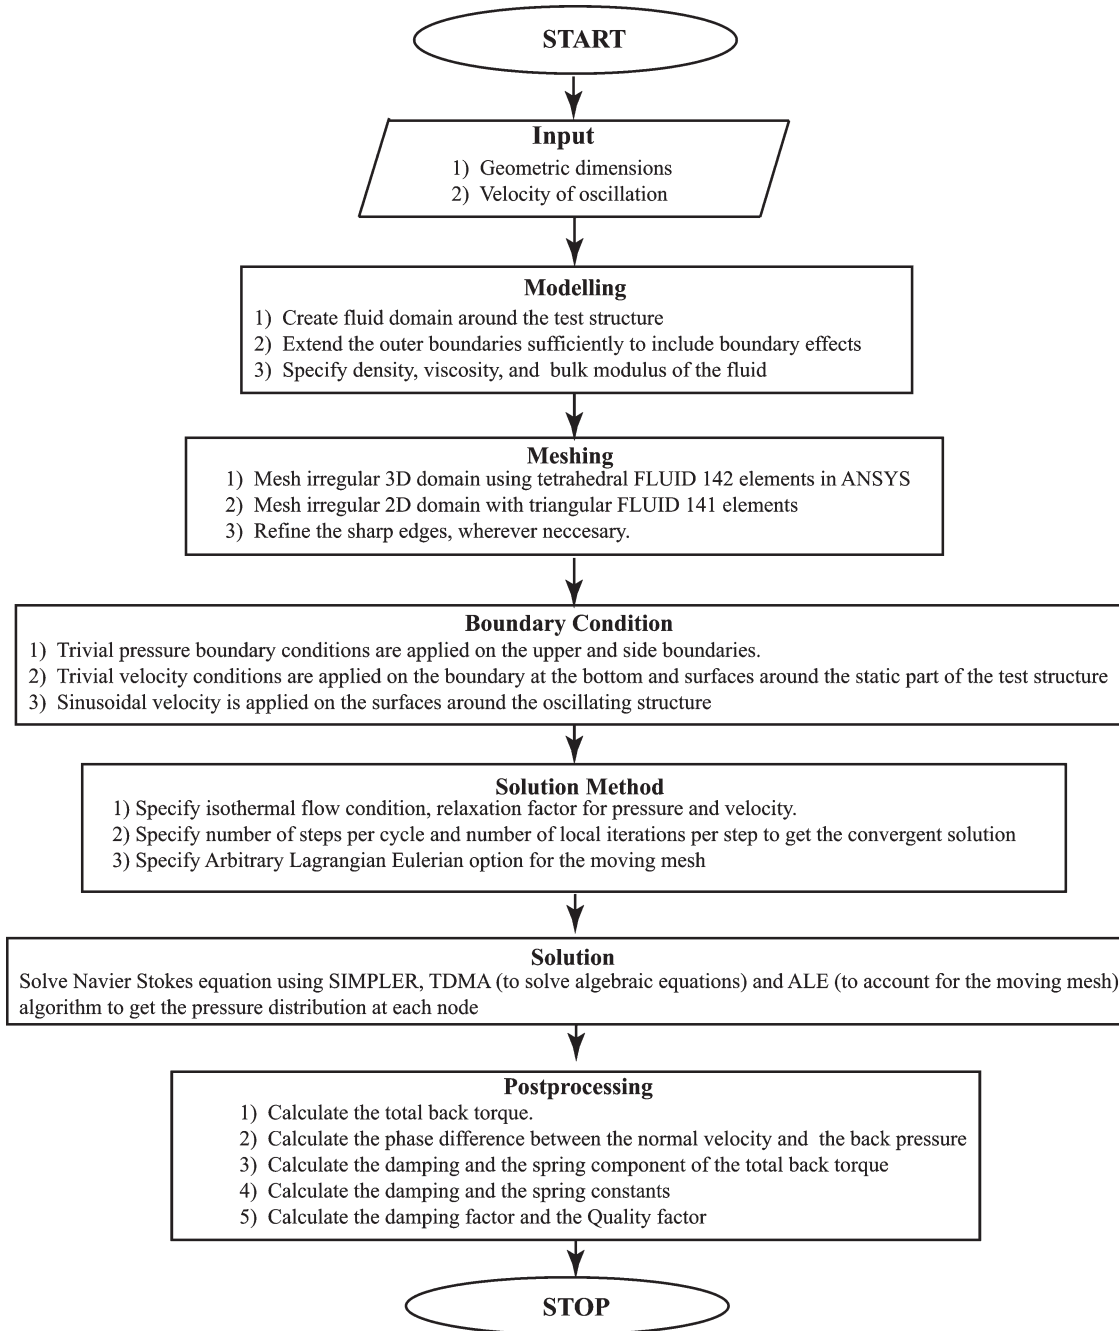 START
Input
1) Geometric dimensions
2) Velocity of oscillation
Modelling
1) Create fluid domain around the test structure
2) Extend the outer boundaries sufficiently to include boundary effects
3) Specify density, viscosity, and bulk modulus of the fluid
Meshing
1) Mesh irregular 3D domain using tetrahedral FLUID 142 elements in ANSYS
2) Mesh irregular 2D domain with triangular FLUID 141 elements
3) Refine the sharp edges, wherever neccesary.
Boundary Condition
1) Trivial pressure boundary conditions are applied on the upper and side boundaries.
2) Trivial velocity conditions are applied on the boundary at the bottom and surfaces around the static part of the test structure
3) Sinusoidal velocity is applied on the surfaces around the oscillating structure
Solution Method
1) Specify isothermal flow condition, relaxation factor for pressure and velocity.
2) Specify number of steps per cycle and number of local iterations per step to get the convergent solution
3) Specify Arbitrary Lagrangian Eulerian option for the moving mesh
Solution
Solve Navier Stokes equation using SIMPLER, TDMA (to solve algebraic equations) and ALE (to account for the moving mesh)
algorithm to get the pressure distribution at each node
Postprocessing
1) Calculate the total back torque.
2) Calculate the phase difference between the normal velocity and the back pressure
3) Calculate the damping and the spring component of the total back torque
4) Calculate the damping and the spring constants
5) Calculate the damping factor and the Quality factor
STOP